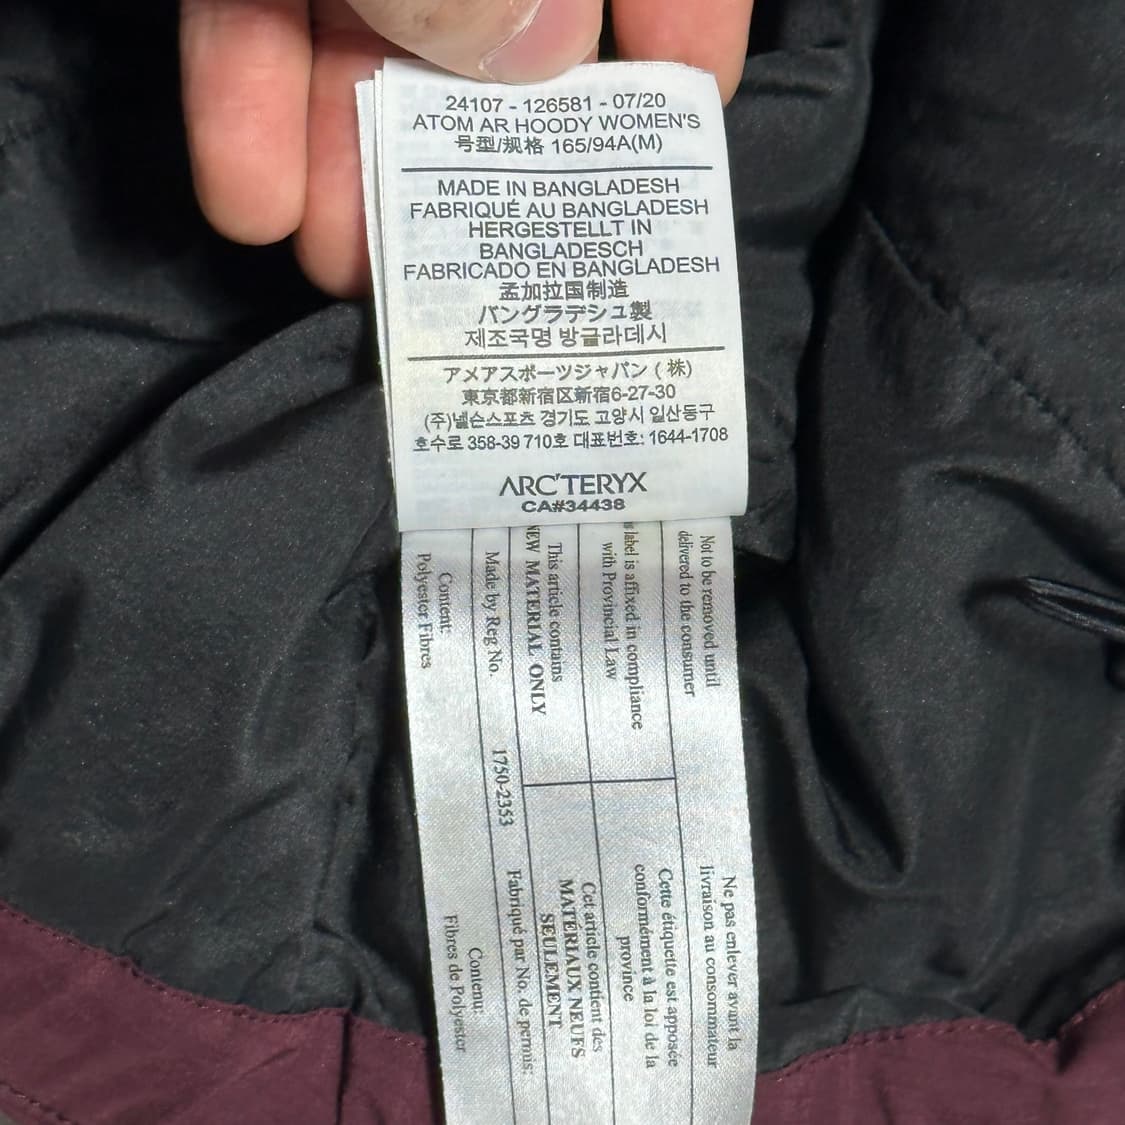 24107 - 126581 - 07/20
ATOM AR HOODY WOMEN'S
号型/规格 165/94A(M)
MADE IN BANGLADESH
FABRIQUÉ AU BANGLADESH
HERGESTELLT IN
BANGLADESCH
FABRICADO EN BANGLADESH
孟加拉国制造
バングラデシュ製
제조국명 방글라데시
アメアスポーツジャパン ( 株)
東京都新宿区新宿6-27-30
(주)넬슨스포츠 경기도 고양시 일산동구
호수로 358-39 710호 대표번호: 1644-1708
ARC'TERYX
CA#34438
Not to be removed until
delivered to the consumer
label is affixed in compliance
with Provincial Law
This article contains
NEW MATERIAL ONLY
Made by Reg No.
1750-2353
Content:
Polyester Fibres
Ne pas enlever avant la
livraison au consommateur
Cette étiquette est apposée
conformément à la loi de la
province
Cet article contient des
MATÉRIAUX NEUFS
SEULEMENT
Fabriqué par No. de permis:
Contenu:
Fibres de Polyester